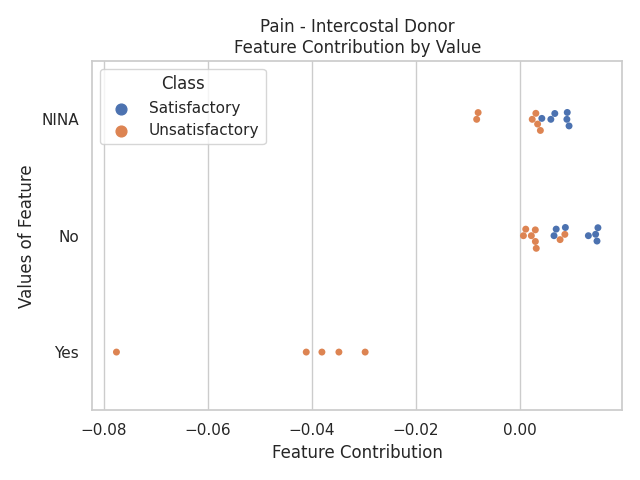 Pain - Intercostal Donor
Feature Contribution by Value
Class
Satisfactory
Unsatisfactory
Values of Feature
NINA
No
Yes
−0.08 −0.06 −0.04 −0.02 0.00
Feature Contribution